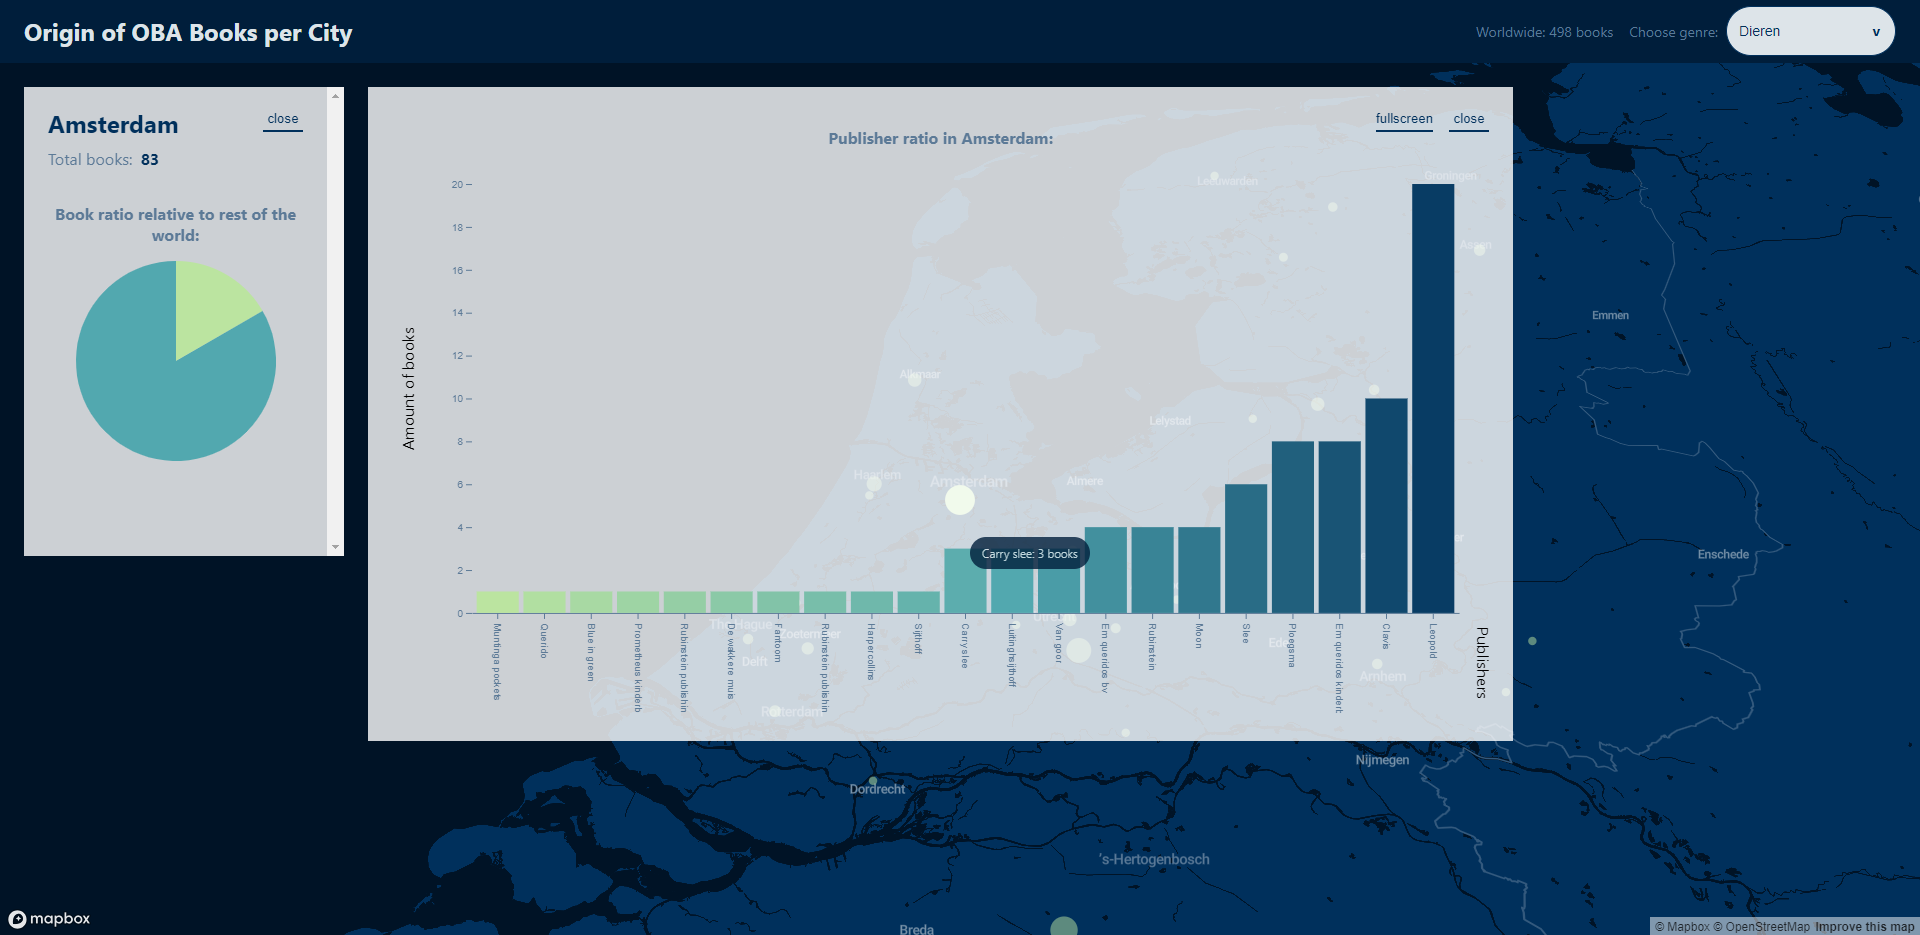 Origin of OBA Books per City
Worldwide: 498 books
Choose genre:
Dieren
v
Amsterdam
close
Total books: 83
Book ratio relative to rest of the
world:
fullscreen
close
Publisher ratio in Amsterdam:
20
18
16
14
12
10
8
6
4
2
0
Amount of books
Carry slee: 3 books
Muntinga pockets
Querido
Blue in green
Prometheus kinderb
Rubinstein publishin
De wakkere muis
Fantoom
Rubinstein publishin
Harpercollins
Sijthoff
Carry slee
Luitingh sijthoff
Van goor
Em queridos bv
Rubinstein
Moon
Slee
Ploegsma
Em queridos kinderb
Clavis
Leopold
Publishers
Leeuwarden
Groningen
Assen
Emmen
Alkmaar
Lelystad
Haarlem
Amsterdam
Almere
Enschede
The Hague
Zoetermeer
Delft
Ede
Arnhem
Rotterdam
Nijmegen
Dordrecht
's-Hertogenbosch
Breda
mapbox
© Mapbox © OpenStreetMap Improve this map